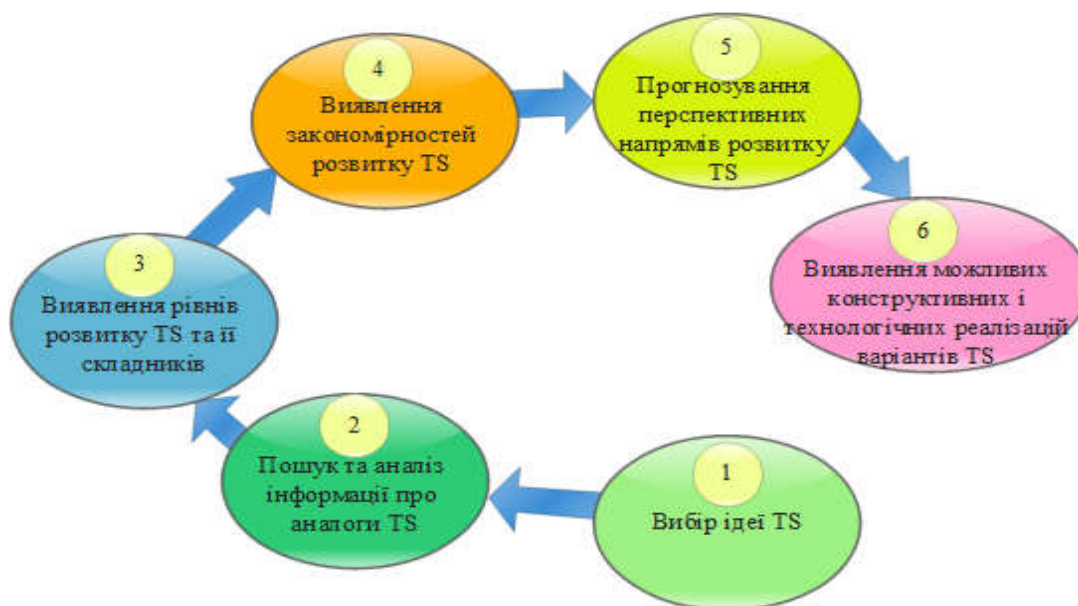 1
Вибір ідеї TS
2
Пошук та аналіз
інформації про
аналоги TS
3
Виявлення рівнів
розвитку TS та її
складників
4
Виявлення
закономірностей
розвитку TS
5
Прогнозування
перспективних
напрямів розвитку
TS
6
Виявлення можливих
конструктивних і
технологічних реалізацій
варіантів TS